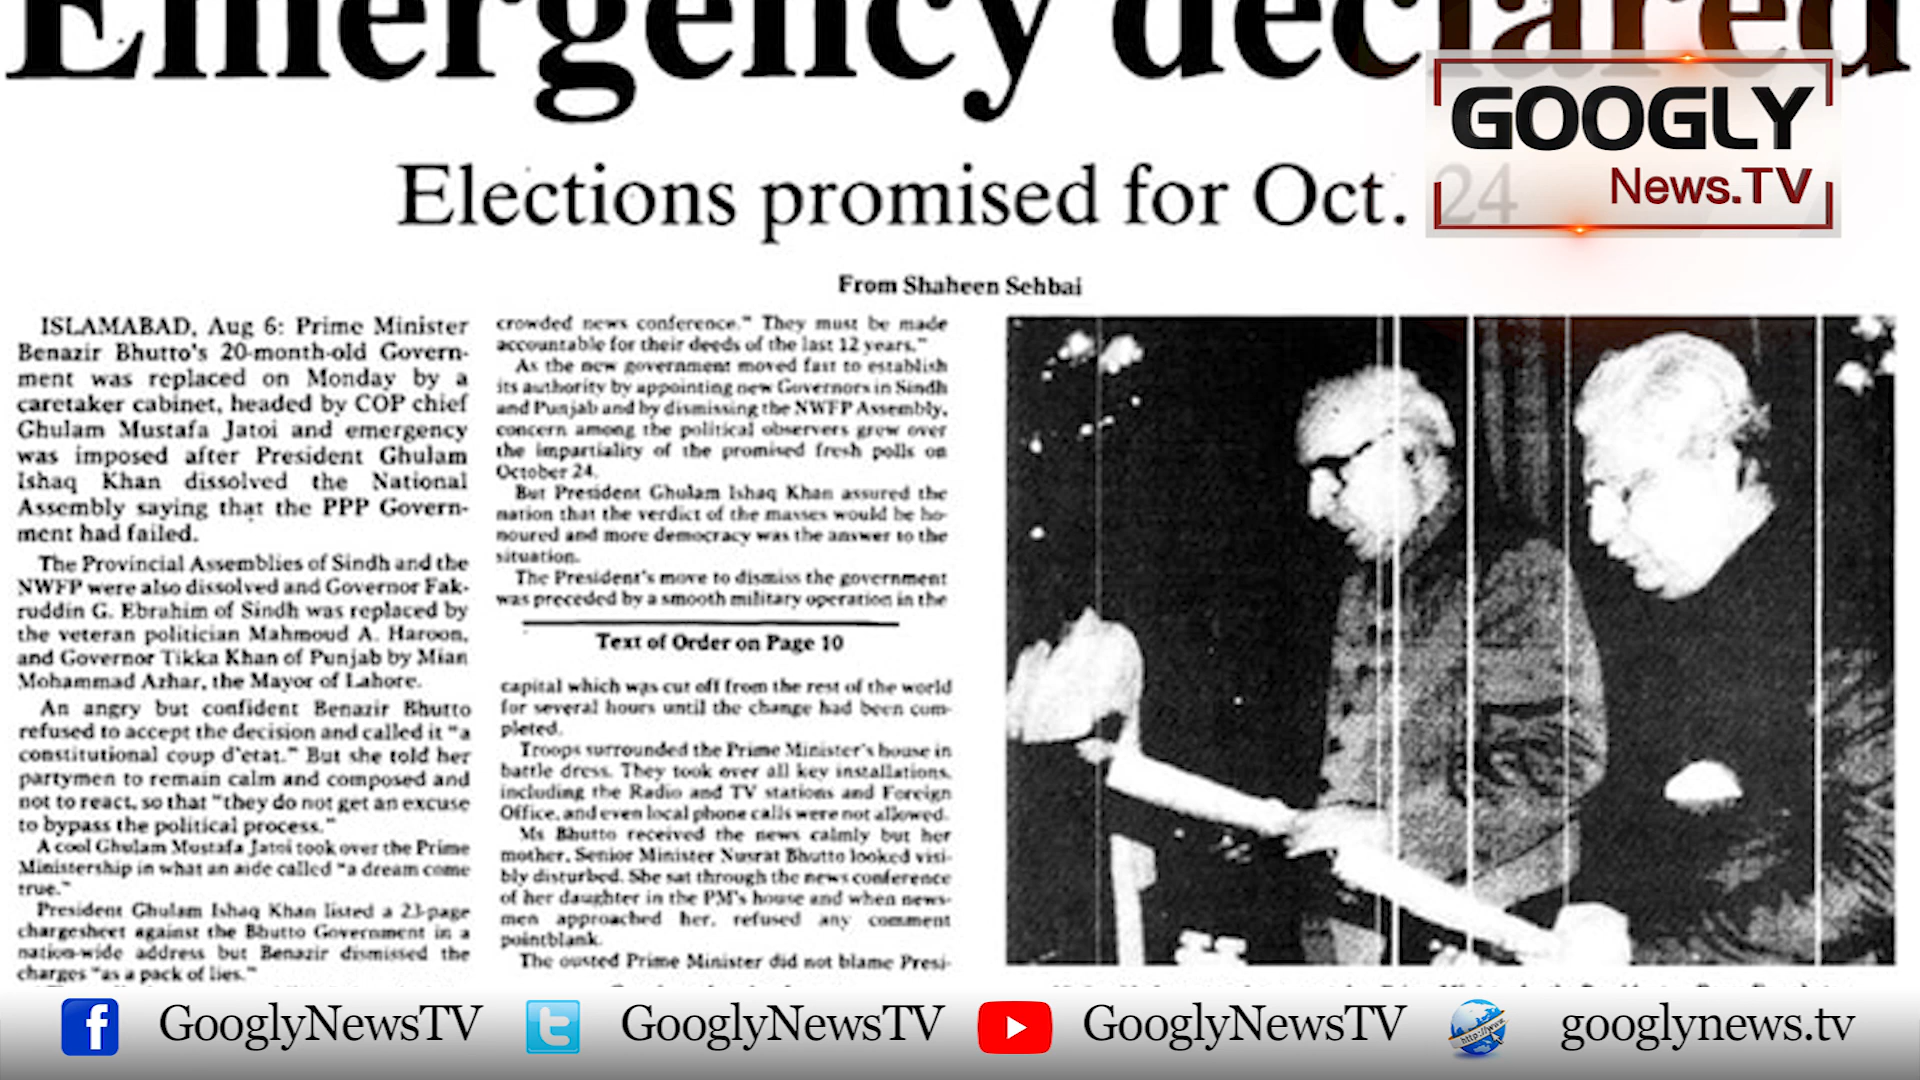 Emergency declared
Elections promised for Oct. 24
GOOGLY
News.TV
From Shaheen Sehbai
ISLAMABAD, Aug 6: Prime Minister
Benazir Bhutto's 20-month-old Govern-
ment was replaced on Monday by a
caretaker cabinet, headed by COP chief
Ghulam Mustafa Jatoi and emergency
was imposed after President Ghulam
Ishaq Khan dissolved the National
Assembly saying that the PPP Govern-
ment had failed.
The Provincial Assemblies of Sindh and the
NWFP were also dissolved and Governor Fak-
ruddin G. Ebrahim of Sindh was replaced by
the veteran politician Mahmoud A. Haroon,
and Governor Tikka Khan of Punjab by Mian
Mohammad Azhar, the Mayor of Lahore.
An angry but confident Benazir Bhutto
refused to accept the decision and called it "a
constitutional coup d'etat." But she told her
partymen to remain calm and composed and
not to react, so that "they do not get an excuse
to bypass the political process."
A cool Ghulam Mustafa Jatoi took over the Prime
Ministership in what an aide called "a dream come
true."
President Ghulam Ishaq Khan listed a 23-page
chargesheet against the Bhutto Government in a
nation-wide address but Benazir dismissed the
charges "as a pack of lies."
crowded news conference." They must be made
accountable for their deeds of the last 12 years."
As the new government moved fast to establish
its authority by appointing new Governors in Sindh
and Punjab and by dismissing the NWFP Assembly,
concern among the political observers grew over
the impartiality of the promised fresh polls on
October 24.
But President Ghulam Ishaq Khan assured the
nation that the verdict of the masses would be ho-
noured and more democracy was the answer to the
situation.
The President's move to dismiss the government
was preceded by a smooth military operation in the
Text of Order on Page 10
capital which was cut off from the rest of the world
for several hours until the change had been com-
pleted.
Troops surrounded the Prime Minister's house in
battle dress. They took over all key installations,
including the Radio and TV stations and Foreign
Office, and even local phone calls were not allowed.
Ms Bhutto received the news calmly but her
mother, Senior Minister Nusrat Bhutto looked visi-
bly disturbed. She sat through the news conference
of her daughter in the PM's house and when news-
men approached her, refused any comment
pointblank.
The ousted Prime Minister did not blame Presi-
GooglyNewsTV
GooglyNewsTV
GooglyNewsTV
http://www.
googlynews.tv